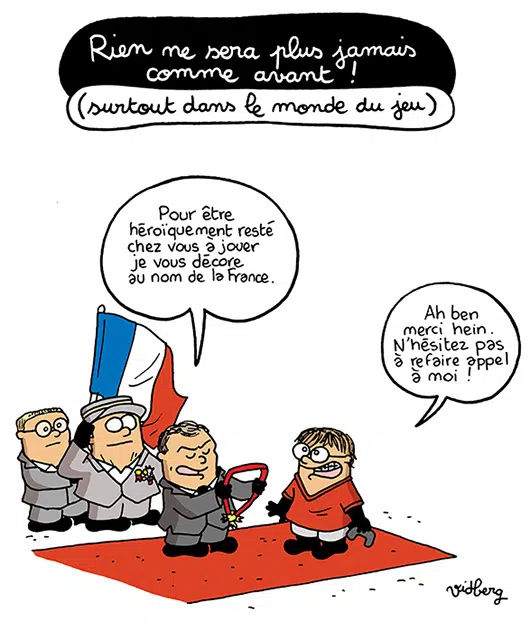 Rien ne sera plus jamais
comme avant !
(surtout dans le monde du jeu)
Pour être
héroïquement resté
chez vous à jouer
je vous décore
au nom de la France.
Ah ben
merci hein.
N'hésitez pas
à refaire appel
à moi !
vidberg